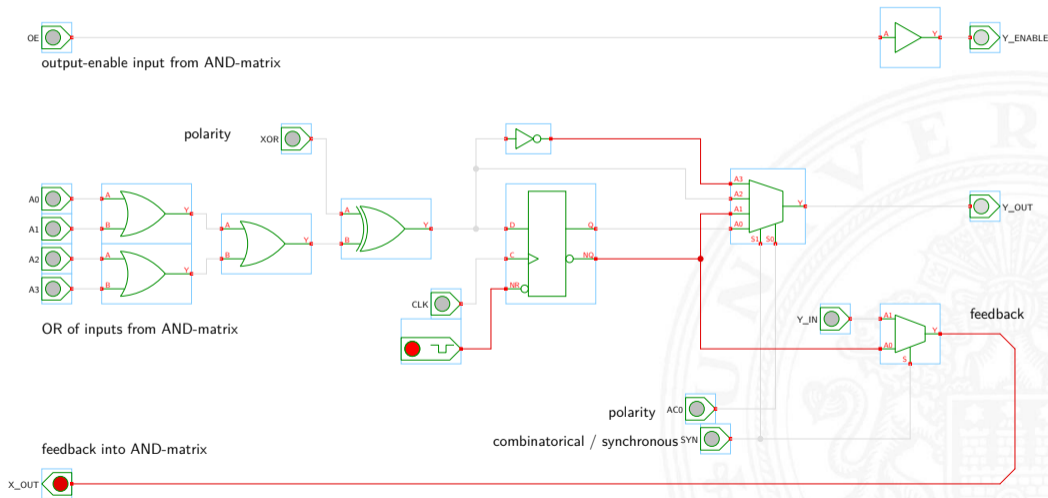 OE
A
Y
Y_ENABLE
output-enable input from AND-matrix
polarity
XOR
A0
A
Y
A1
B
A2
A
Y
A3
B
A
Y
B
A
Y
B
D
Q
C
NQ
NR
CLK
A3
A2
A1
A0
S1
S0
Y
Y_OUT
OR of inputs from AND-matrix
Y_IN
A1
A0
S
Y
feedback
polarity
AC0
combinatorical / synchronous
SYN
feedback into AND-matrix
X_OUT
UNIVER